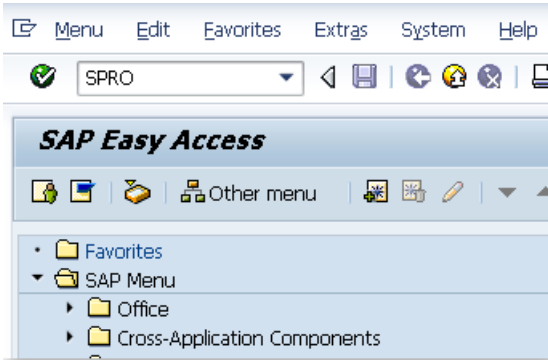 Menu Edit Favorites Extras System Help
SPRO
SAP Easy Access
Other menu
Favorites
SAP Menu
Office
Cross-Application Components